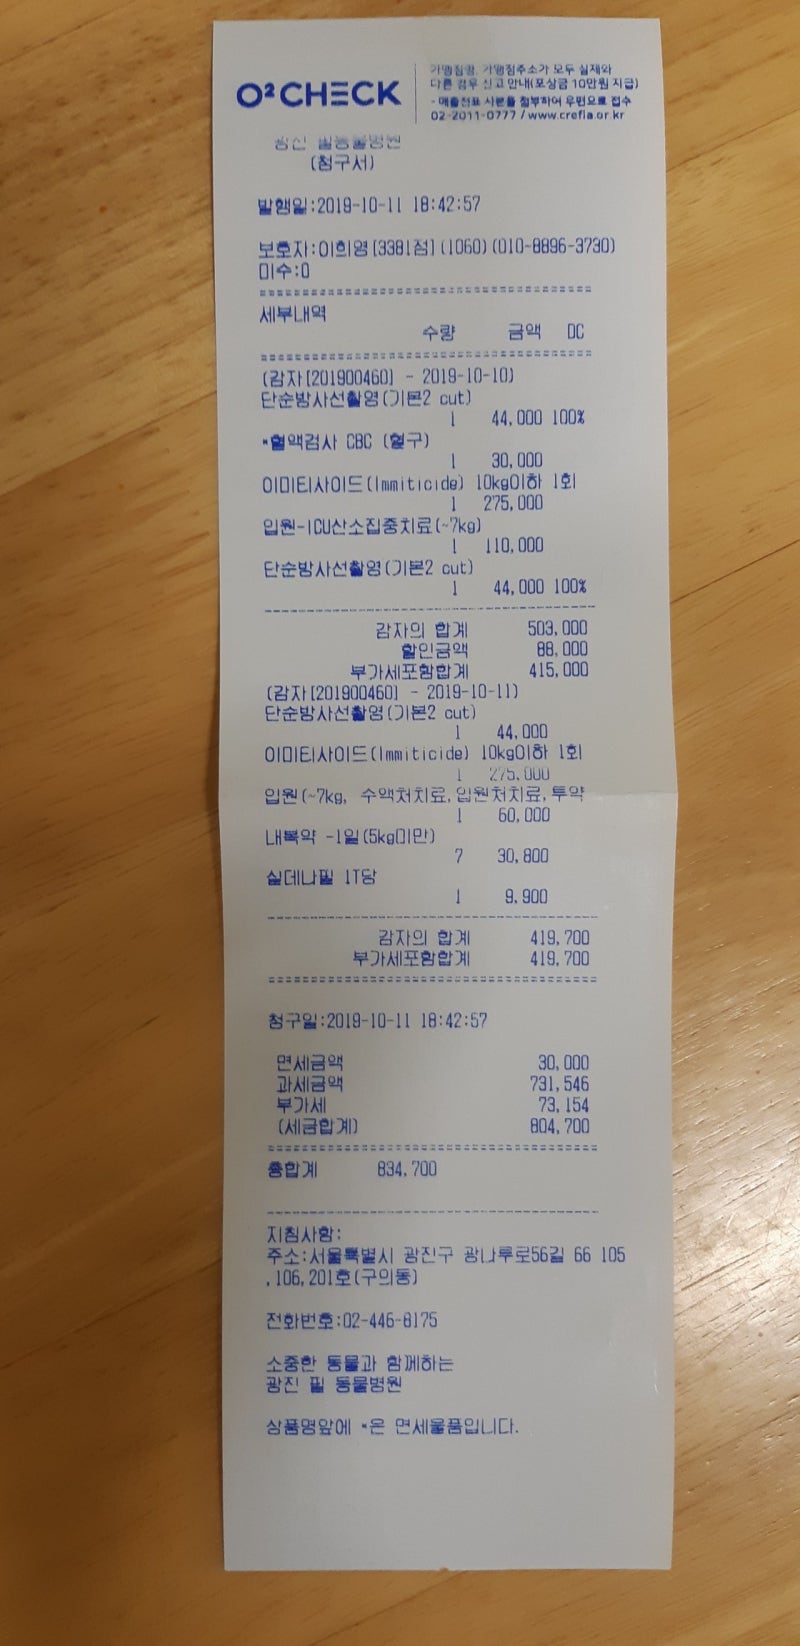 O²CHECK
가맹점명, 가맹점주소가 모두 실제와
다른 경우 신고 안내(포상금 10만원 지급)
- 매출전표 사본을 첨부하여 우편으로 접수
02-2011-0777 / www.crefia.or.kr
광진 필동물병원
(청구서)
발행일:2019-10-11 18:42:57
보호자:이희영[3381점](1060)(010-8896-3730)
미수:0
세부내역
수량 금액 DC
(감자[201900460] - 2019-10-10)
단순방사선촬영(기본2 cut)
1 44,000 100%
*혈액검사 CBC (혈구)
1 30,000
이미티사이드(Immiticide) 10kg이하 1회
1 275,000
입원-ICU산소집중치료(~7kg)
1 110,000
단순방사선촬영(기본2 cut)
1 44,000 100%
감자의 합계 503,000
할인금액 88,000
부가세포함합계 415,000
(감자[201900460] - 2019-10-11)
단순방사선촬영(기본2 cut)
1 44,000
이미티사이드(Immiticide) 10kg이하 1회
1 275,000
입원(~7kg, 수액처치료,입원처치료,투약
1 60,000
내복약 -1일(5kg미만)
7 30,800
실데나필 1T당
1 9,900
감자의 합계 419,700
부가세포함합계 419,700
청구일:2019-10-11 18:42:57
면세금액 30,000
과세금액 731,546
부가세 73,154
(세금합계) 804,700
총합계 834,700
지침사항:
주소:서울특별시 광진구 광나루로56길 66 105
,106,201호(구의동)
전화번호:02-446-8175
소중한 동물과 함께하는
광진 필 동물병원
상품명앞에 *은 면세물품입니다.